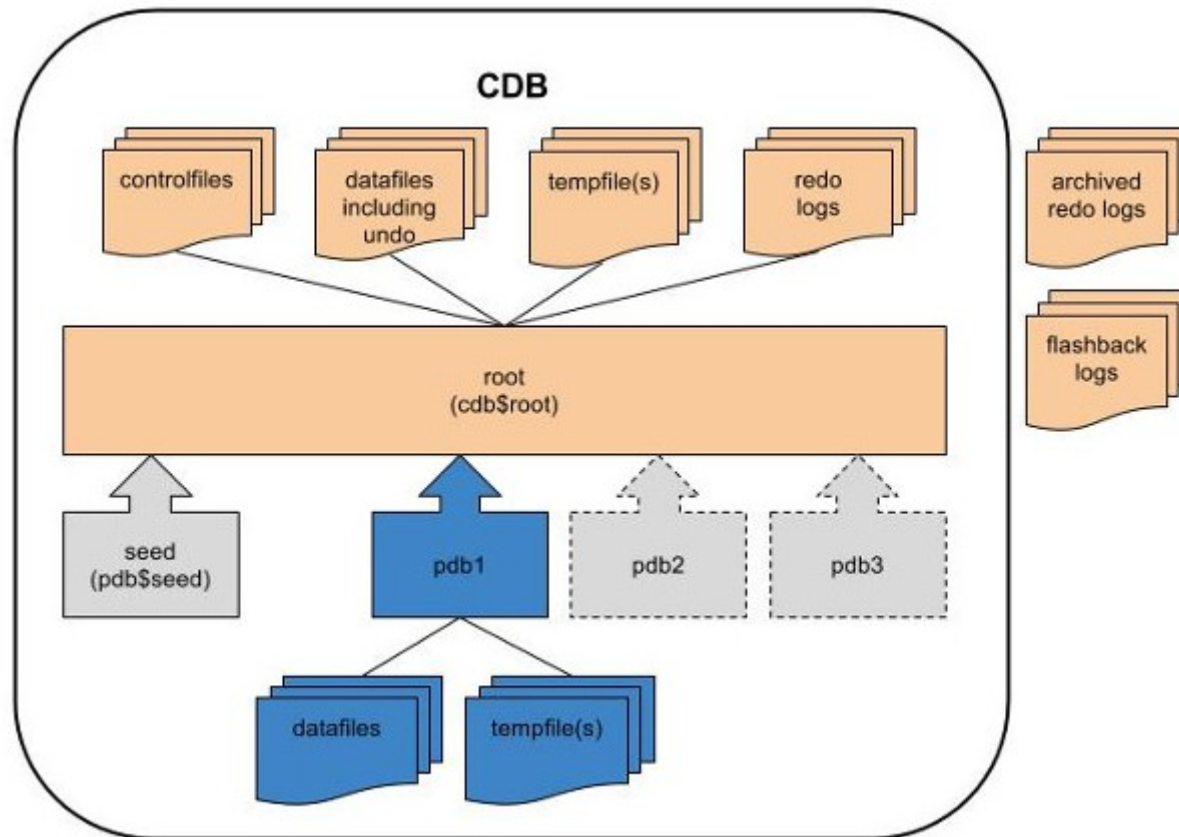 CDB
controlfiles
datafiles
including
undo
tempfile(s)
redo
logs
archived
redo logs
flashback
logs
root
(cdb$root)
seed
(pdb$seed)
pdb1
pdb2
pdb3
datafiles
tempfile(s)